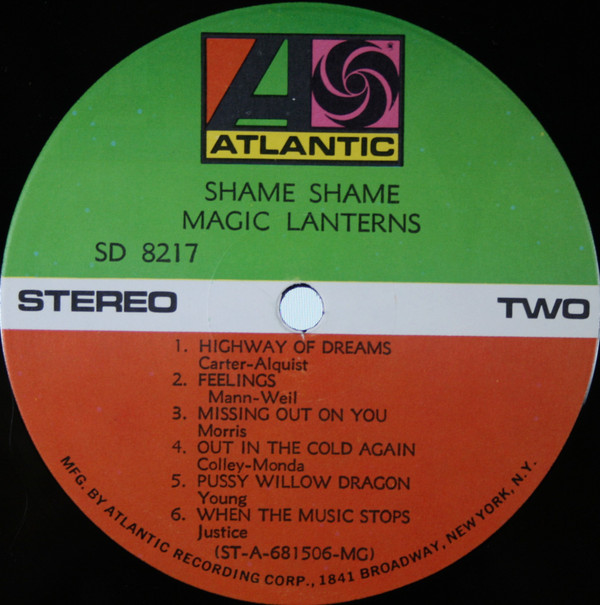 ATLANTIC
SHAME SHAME
MAGIC LANTERNS
SD 8217
STEREO TWO
1. HIGHWAY OF DREAMS
Carter-Alquist
2. FEELINGS
Mann-Weil
3. MISSING OUT ON YOU
Morris
4. OUT IN THE COLD AGAIN
Colley-Monda
5. PUSSY WILLOW DRAGON
Young
6. WHEN THE MUSIC STOPS
Justice
(ST-A-681506-MG)
MFG. BY ATLANTIC RECORDING CORP., 1841 BROADWAY, NEW YORK, N.Y.